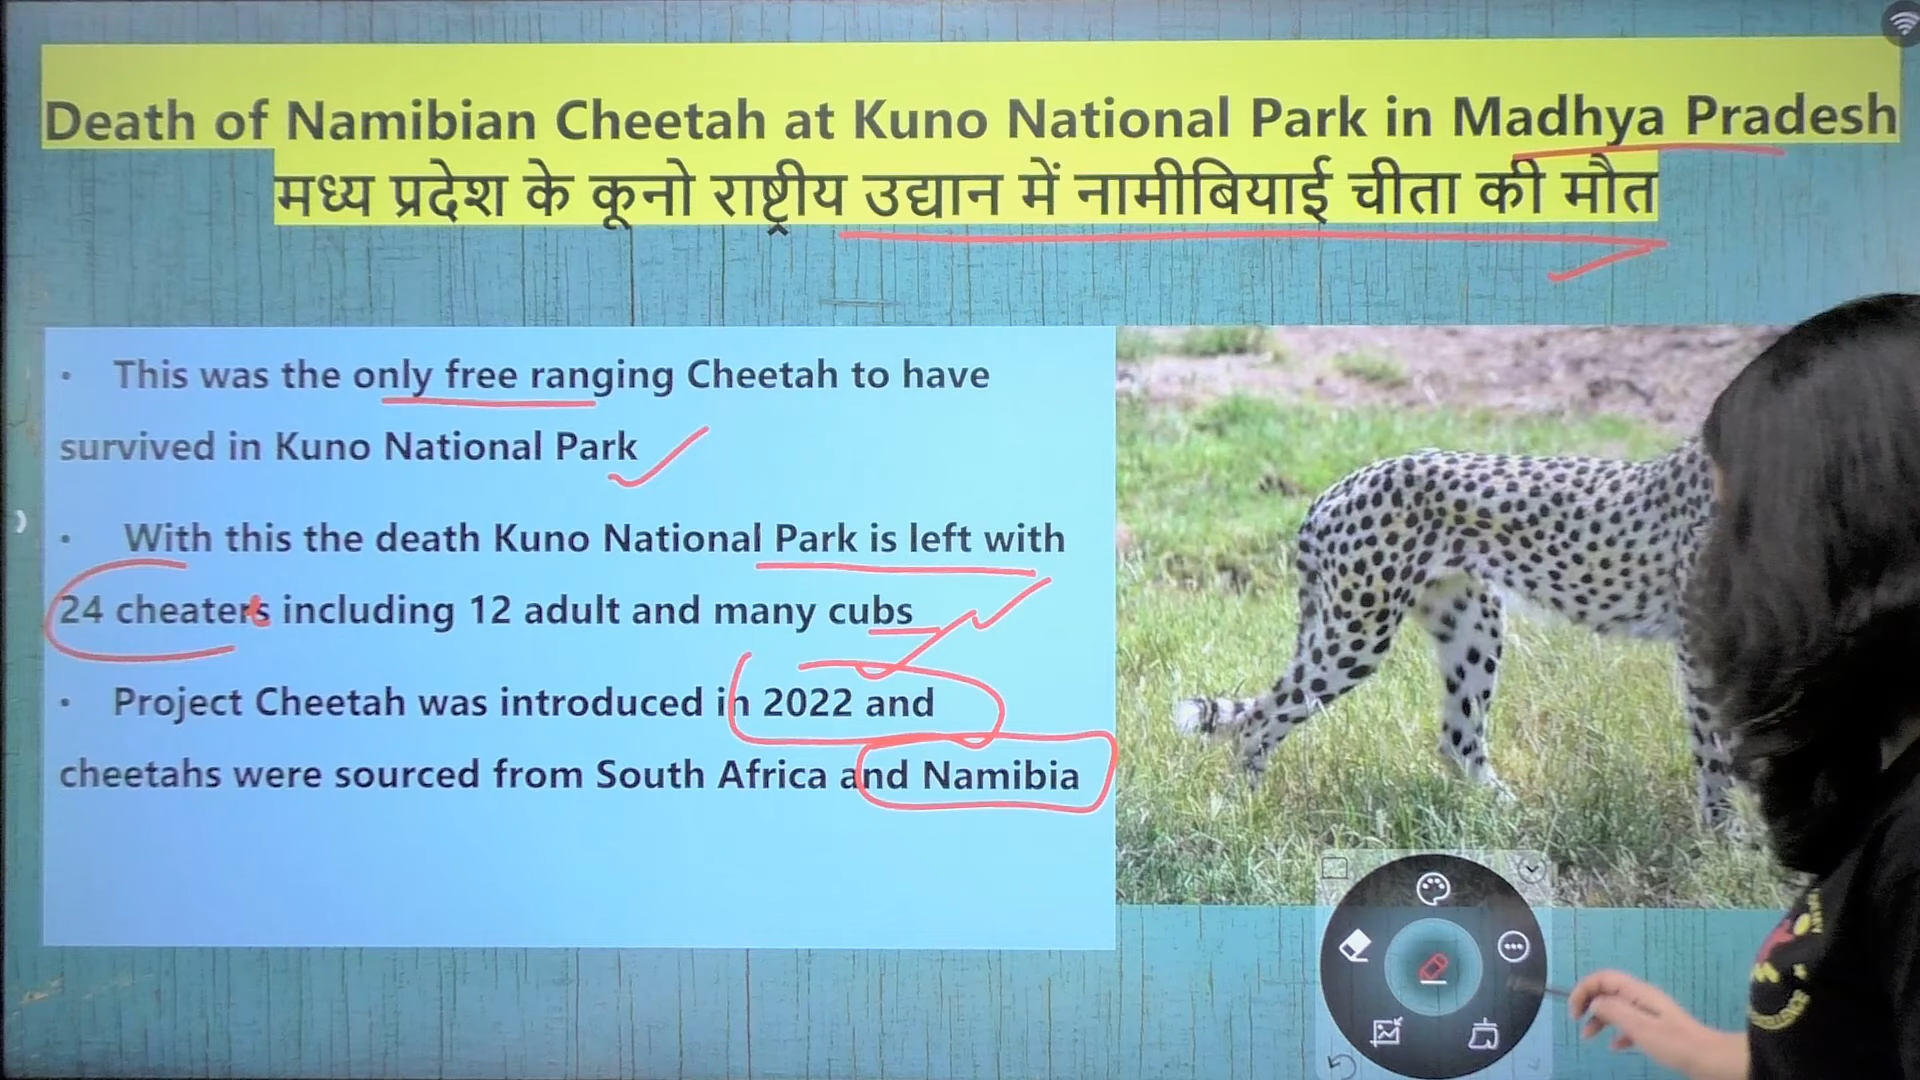 Death of Namibian Cheetah at Kuno National Park in Madhya Pradesh
मध्य प्रदेश के कूनो राष्ट्रीय उद्यान में नामीबियाई चीता की मौत
• This was the only free ranging Cheetah to have
survived in Kuno National Park
• With this the death Kuno National Park is left with
24 cheaters including 12 adult and many cubs
• Project Cheetah was introduced in 2022 and
cheetahs were sourced from South Africa and Namibia